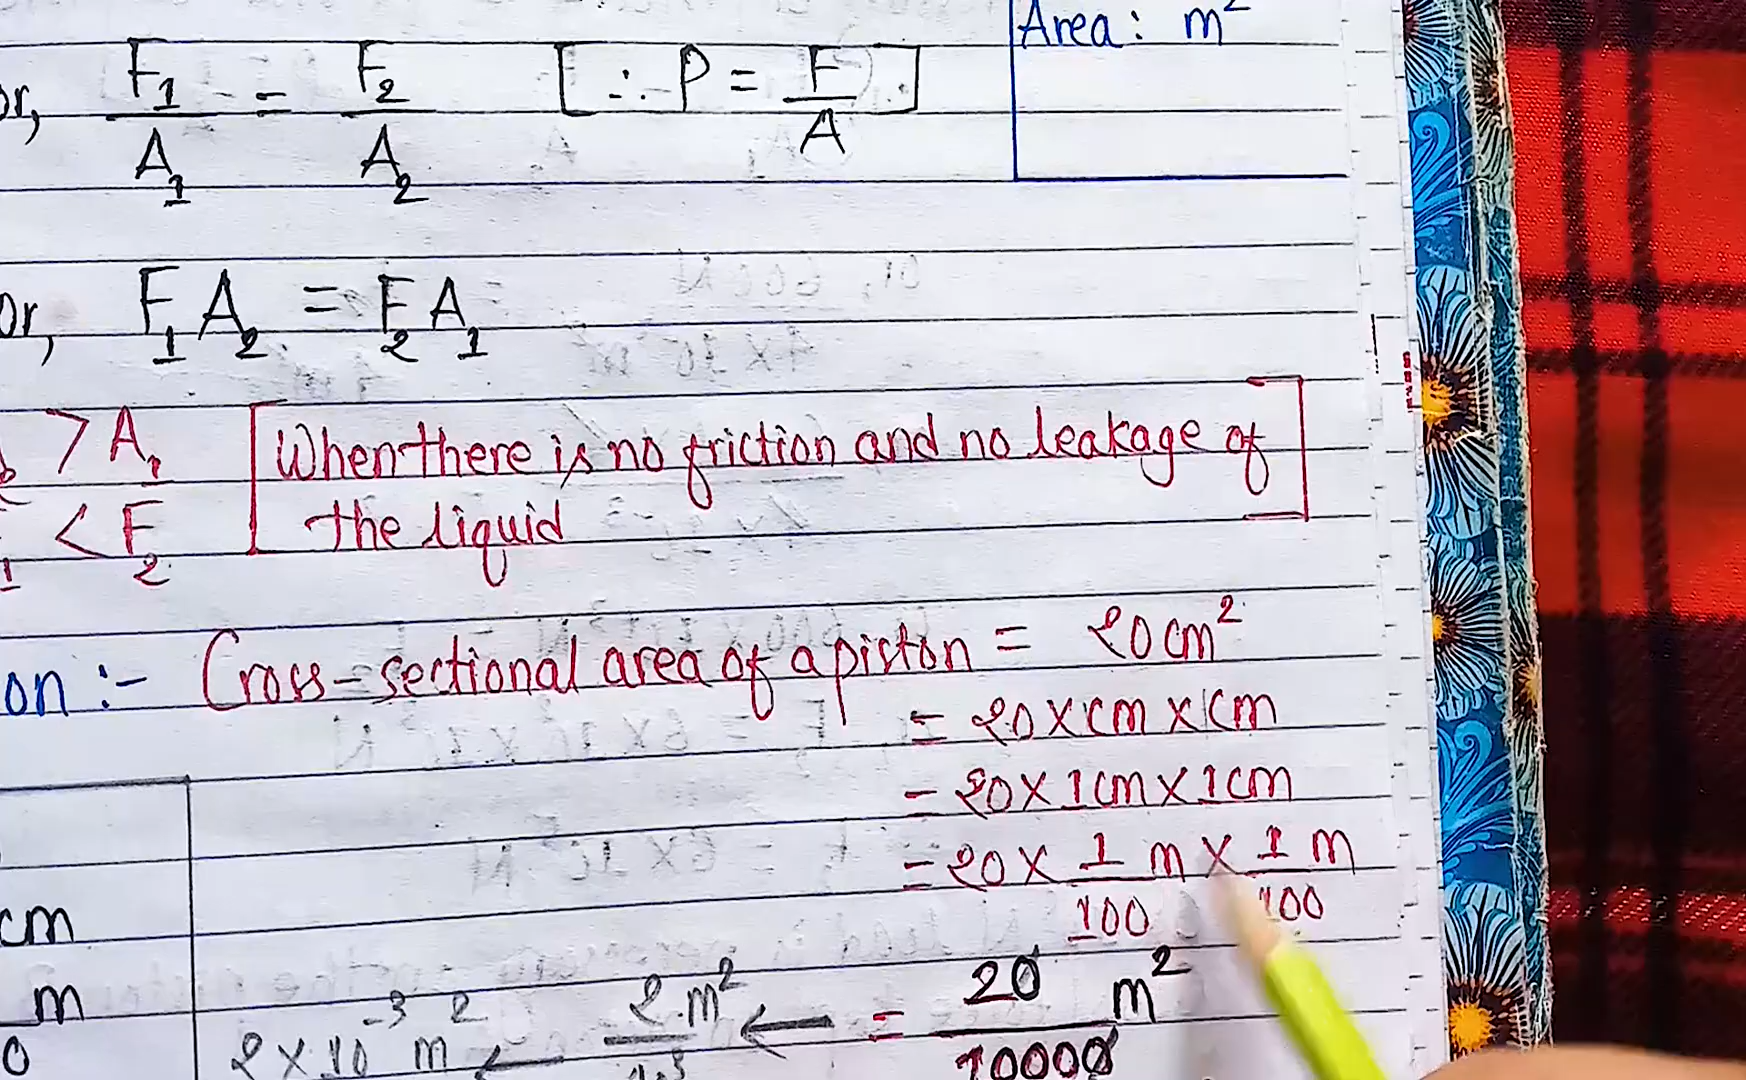 Area: m²
or, F₁/A₁ = F₂/A₂ [∴ P = F/A]
or, F₁A₂ = F₂A₁
> A₁ [When there is no friction and no leakage of
< F₂ the liquid]
on :- Cross-sectional area of a piston = 20cm²
= 20 x cm x cm
= 20 x 1cm x 1cm
= 20 x 1/100 m x 1/100 m
cm
m
2 x 10⁻³ m² ← 2 m²/10³ ← = 20/10000 m²